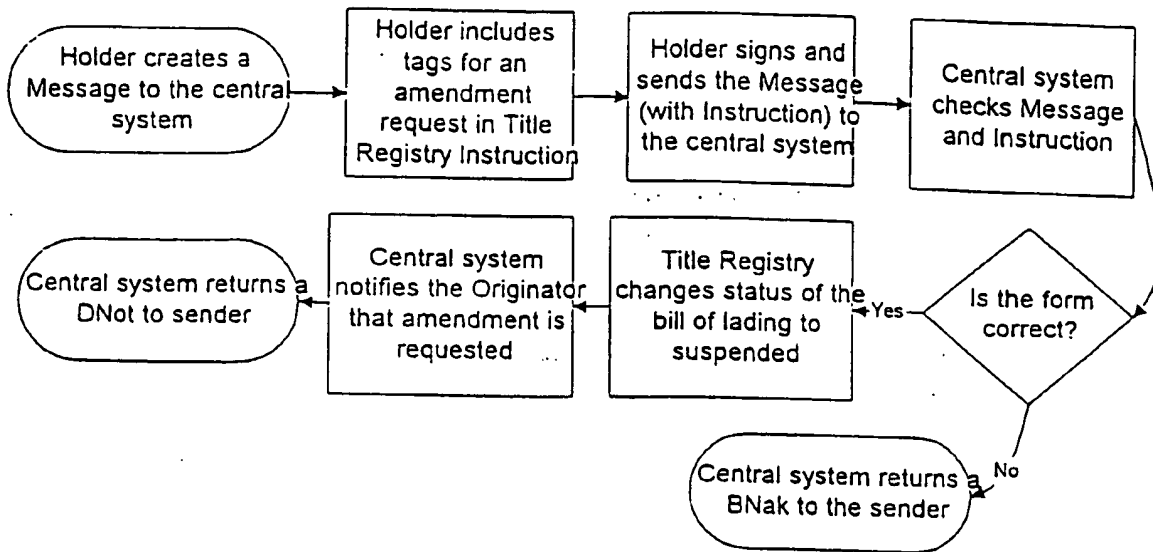 Holder creates a
Message to the central
system
Holder includes
tags for an
amendment
request in Title
Registry Instruction
Holder signs and
sends the Message
(with Instruction) to
the central system
Central system
checks Message
and Instruction
Is the form
correct?
Yes
Title Registry
changes status of the
bill of lading to
suspended
Central system
notifies the Originator
that amendment is
requested
Central system returns a
DNot to sender
No
Central system returns a
BNak to the sender